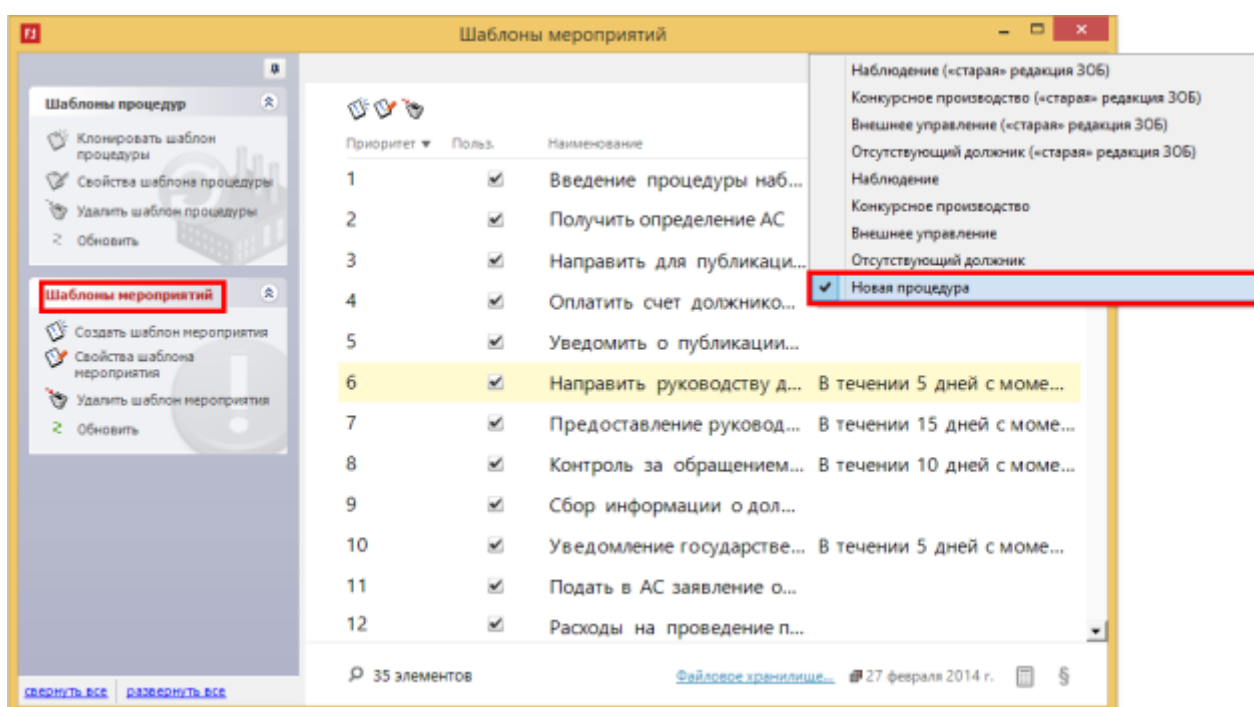 Шаблоны мероприятий
Шаблоны процедур
Клонировать шаблон
процедуры
Свойства шаблона процедуры
Удалить шаблон процедуры
Обновить
Шаблоны мероприятий
Создать шаблон мероприятия
Свойства шаблона
мероприятия
Удалить шаблон мероприятия
Обновить
свернуть все развернуть все
Приоритет Польз. Наименование
1 Введение процедуры наб...
2 Получить определение АС
3 Направить для публикаци...
4 Оплатить счет должнико...
5 Уведомить о публикации...
6 Направить руководству д... В течении 5 дней с моме...
7 Предоставление руковод... В течении 15 дней с моме...
8 Контроль за обращением... В течении 10 дней с моме...
9 Сбор информации о дол...
10 Уведомление государстве... В течении 5 дней с моме...
11 Подать в АС заявление о...
12 Расходы на проведение п...
35 элементов Файловое хранилище... 27 февраля 2014 г. §
Наблюдение («старая» редакция ЗОБ)
Конкурсное производство («старая» редакция ЗОБ)
Внешнее управление («старая» редакция ЗОБ)
Отсутствующий должник («старая» редакция ЗОБ)
Наблюдение
Конкурсное производство
Внешнее управление
Отсутствующий должник
Новая процедура